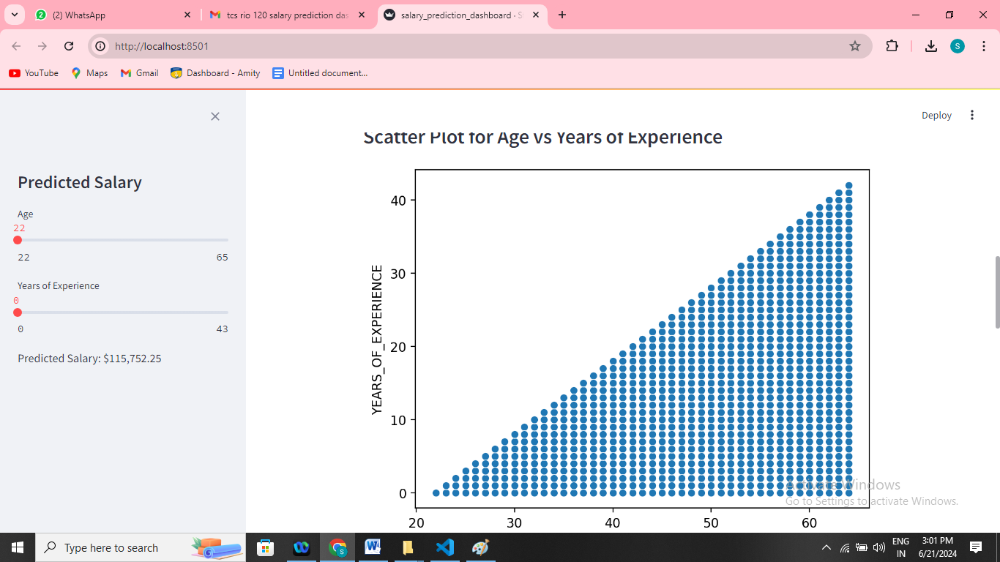 (2) WhatsApp
tcs rio 120 salary prediction das
salary_prediction_dashboard · S
http://localhost:8501
S
YouTube
Maps
Gmail
Dashboard - Amity
Untitled document...
Deploy
Predicted Salary
Age
22
22 65
Years of Experience
0
0 43
Predicted Salary: $115,752.25
Scatter Plot for Age vs Years of Experience
YEARS_OF_EXPERIENCE
40
30
20
10
0
20 30 40 50 60
Activate Windows
Go to Settings to activate Windows.
Type here to search
ENG
IN
3:01 PM
6/21/2024